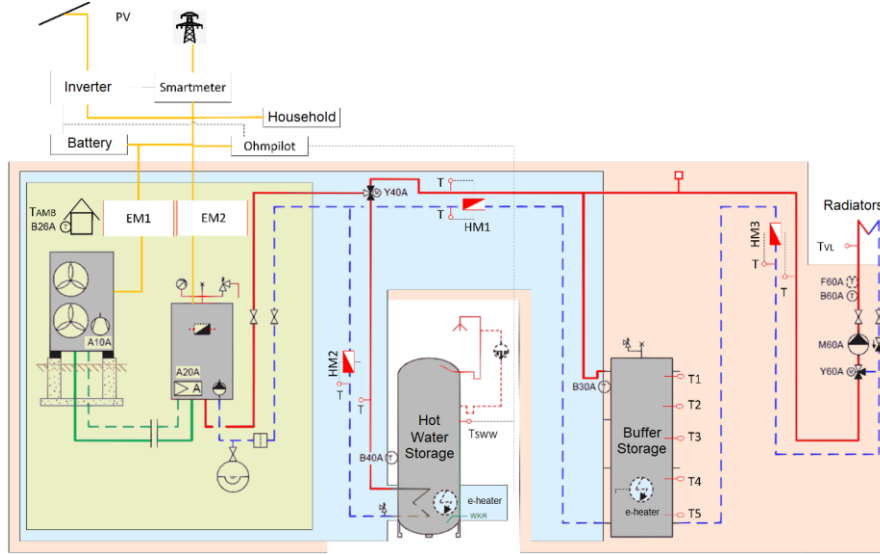 PV
Inverter
Smartmeter
Household
Battery
Ohmpilot
TAMB
B26A
T
EM1
EM2
Y40A
M
T
T
HM1
HM3
T
T
Radiators
TVL
F60A
T
B60A
T
M60A
Y60A
M
A10A
A20A
A
HM2
T
T
B30A
T
T1
T2
T3
T4
T5
Hot
Water
Storage
TSWW
B40A
T
e-heater
WKR
Buffer
Storage
e-heater